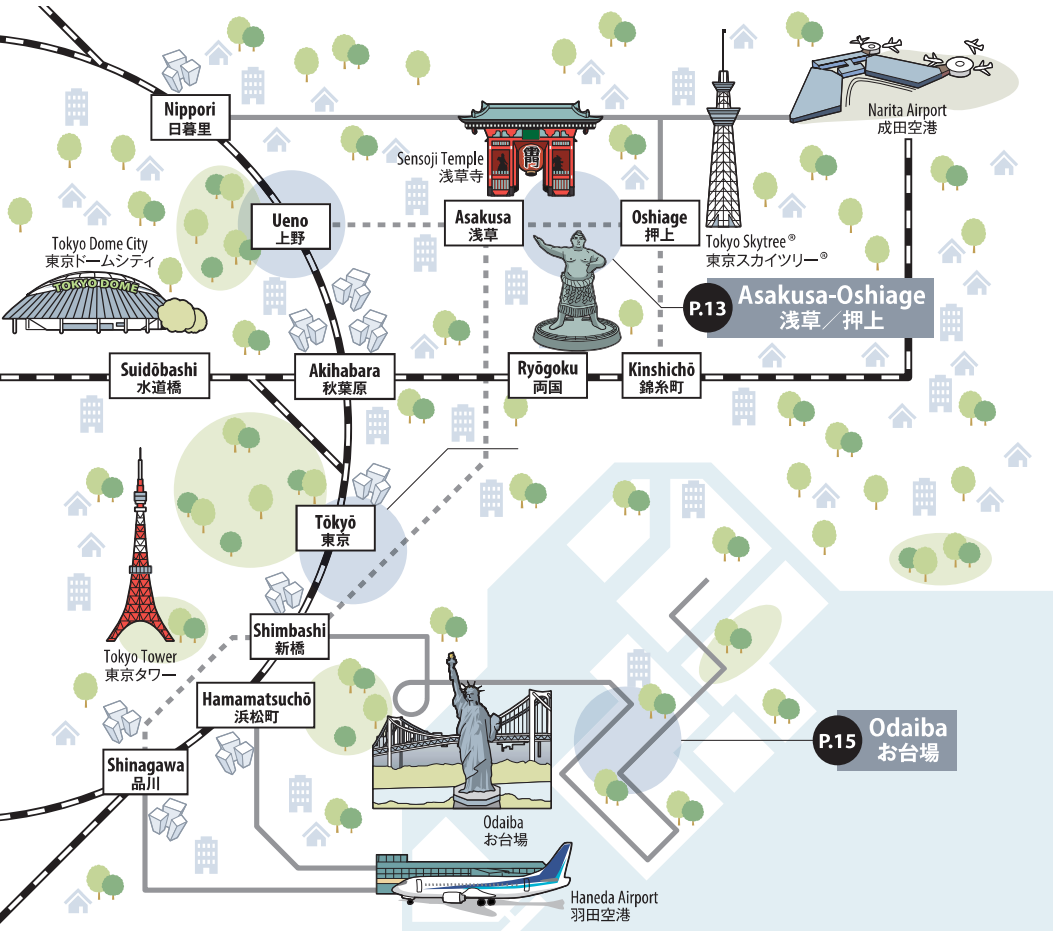 Nippori
日暮里
Narita Airport
成田空港
Sensoji Temple
浅草寺
Ueno
上野
Asakusa
浅草
Oshiage
押上
Tokyo Skytree®
東京スカイツリー®
Tokyo Dome City
東京ドームシティ
TOKYO DOME
P.13
Asakusa-Oshiage
浅草／押上
Suidōbashi
水道橋
Akihabara
秋葉原
Ryōgoku
両国
Kinshichō
錦糸町
Tōkyō
東京
Shimbashi
新橋
Tokyo Tower
東京タワー
Hamamatsuchō
浜松町
P.15
Odaiba
お台場
Shinagawa
品川
Odaiba
お台場
Haneda Airport
羽田空港